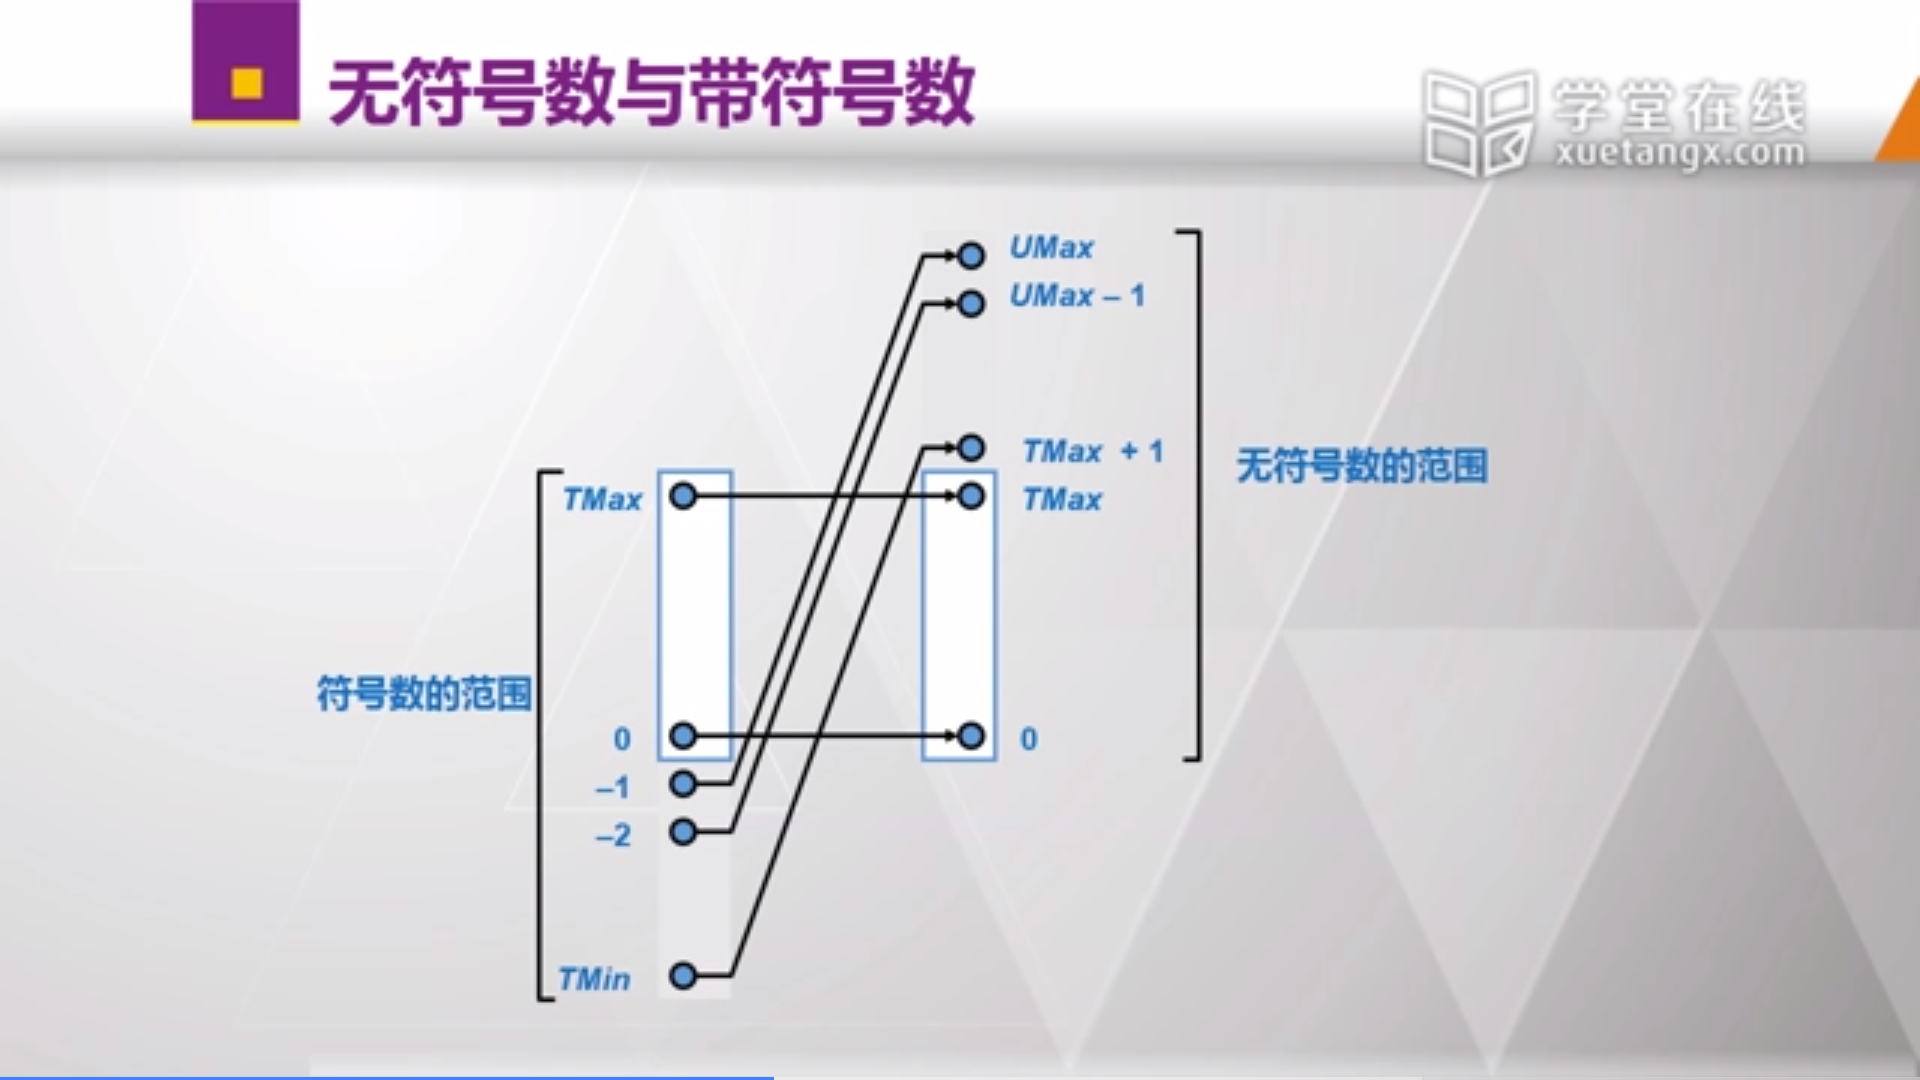 无符号数与带符号数
学堂在线
xuetangx.com
UMax
UMax – 1
TMax + 1
TMax
无符号数的范围
TMax
符号数的范围
0
0
–1
–2
TMin